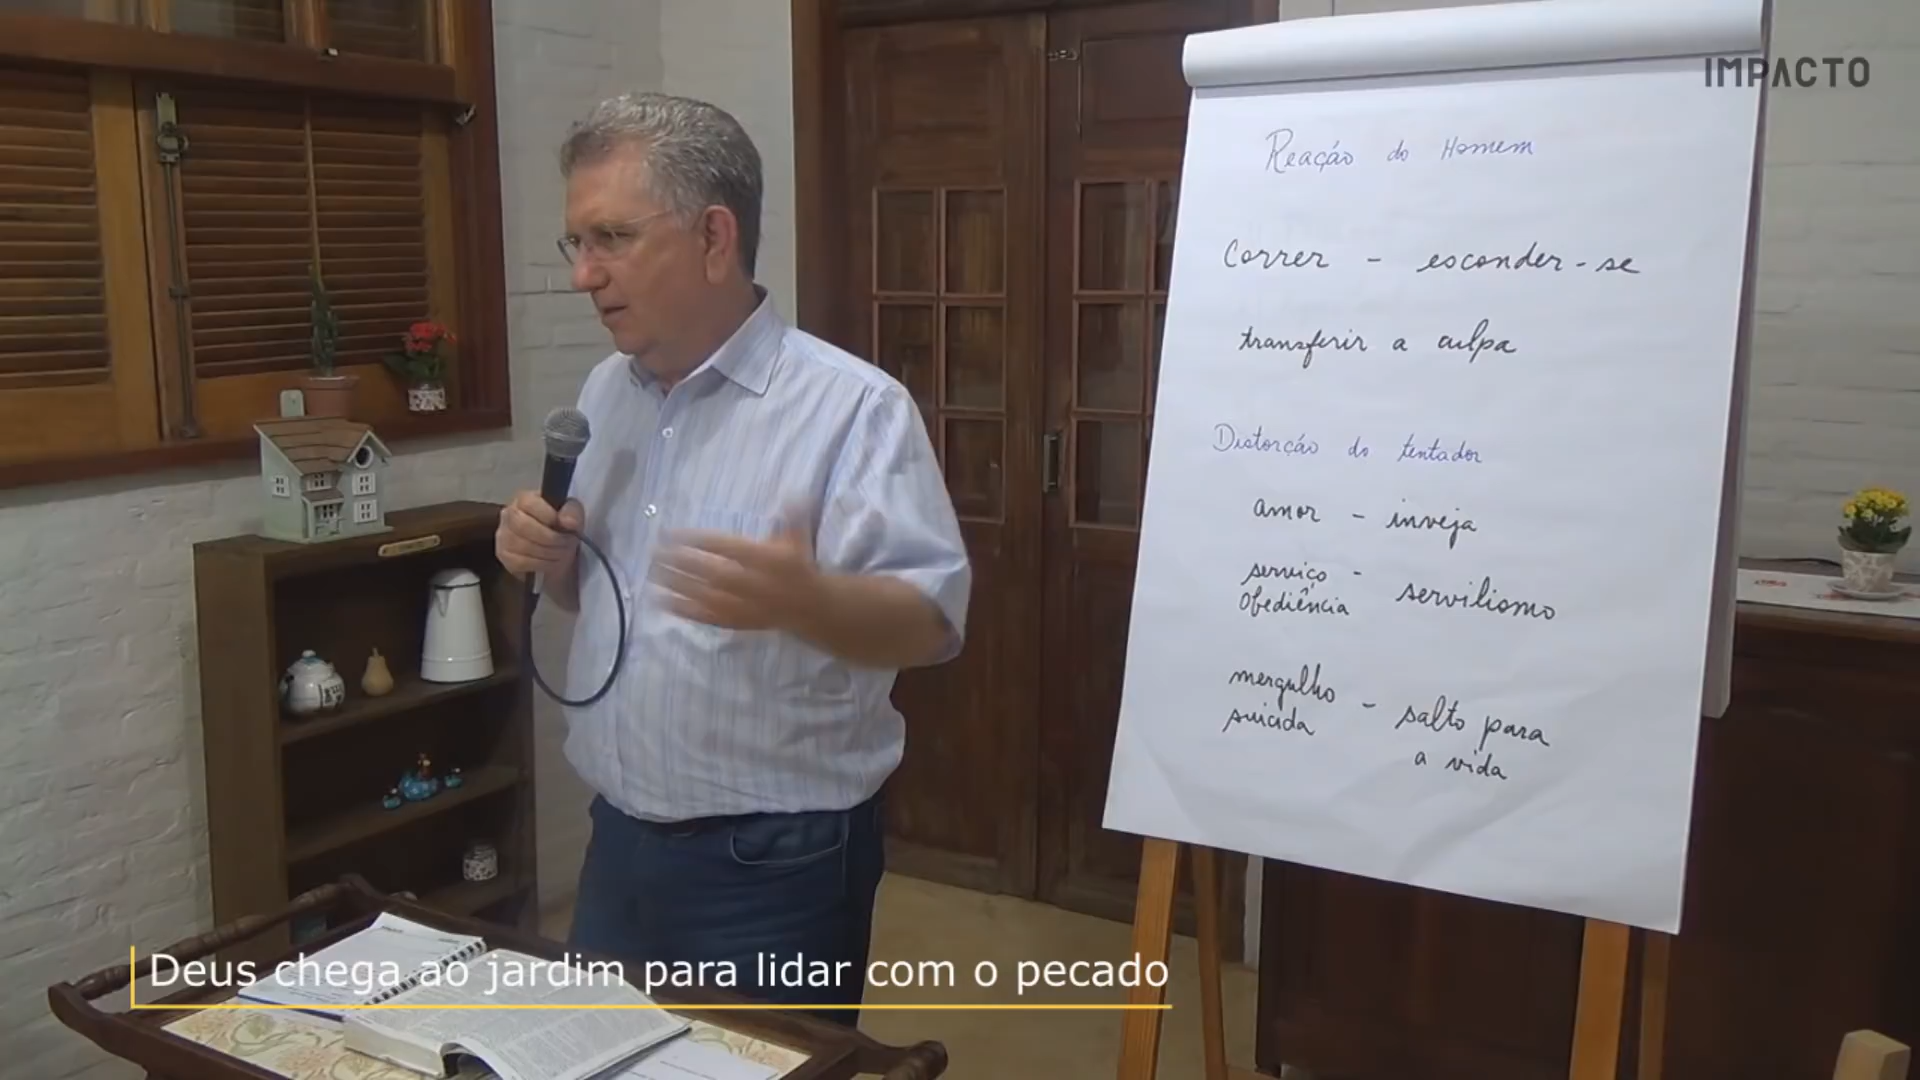 IMPACTO
Reação do Homem
Correr - esconder-se
transferir a culpa
Distorção do tentador
amor - inveja
serviço - servilismo
Obediência
mergulho - salto para
suicida a vida
Deus chega ao jardim para lidar com o pecado